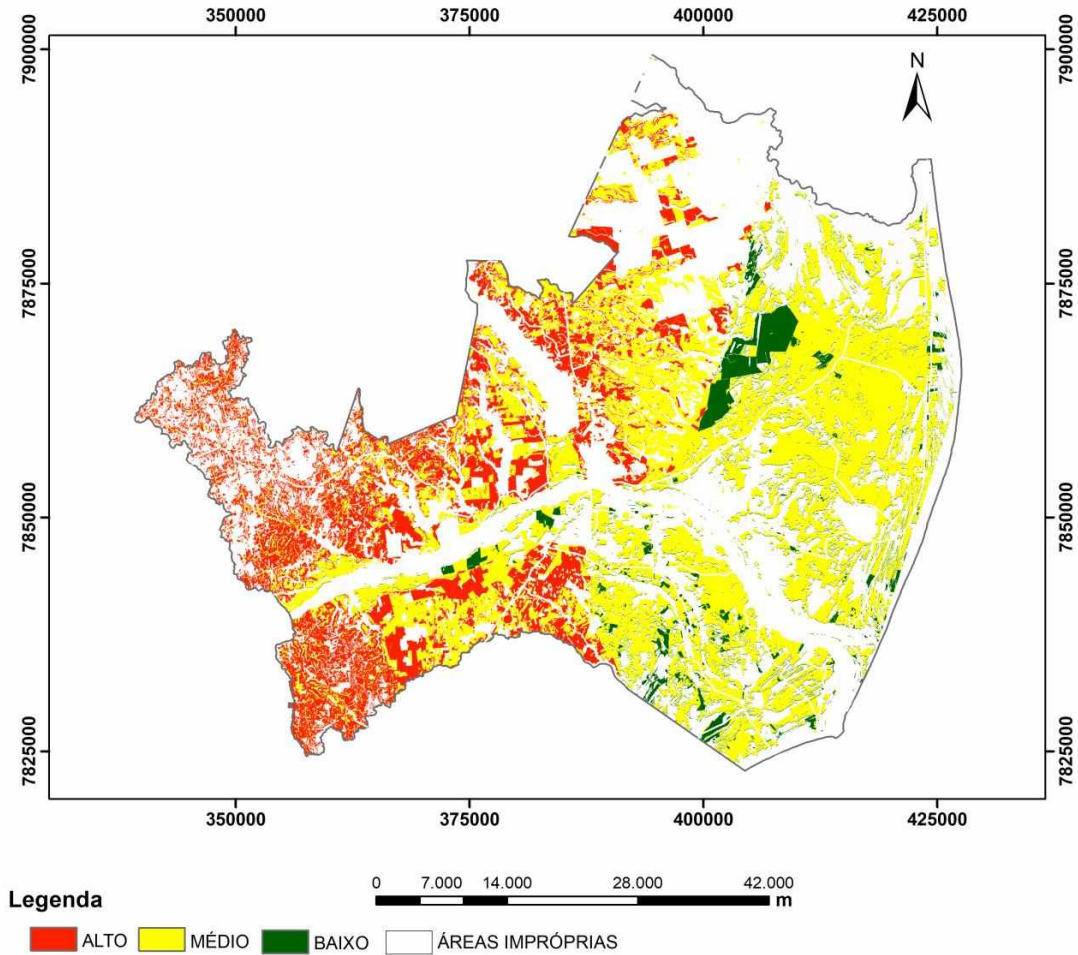 350000 375000 400000 425000
7900000 7900000
N
7875000 7875000
7850000 7850000
7825000 7825000
350000 375000 400000 425000
Legenda
0 7.000 14.000 28.000 42.000
m
ALTO MÉDIO BAIXO ÁREAS IMPRÓPRIAS